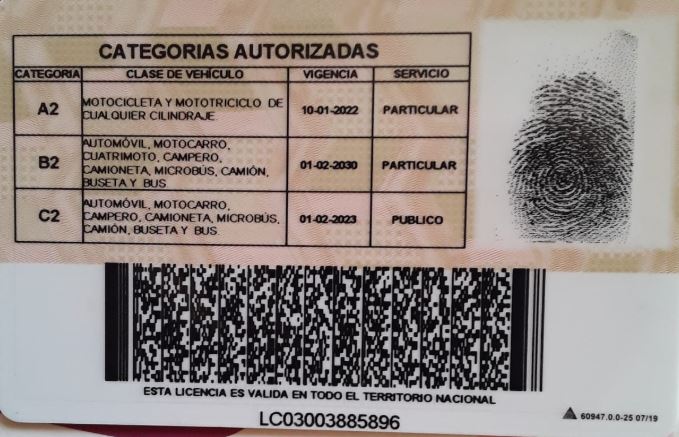 CATEGORIAS AUTORIZADAS
CATEGORIA CLASE DE VEHÍCULO VIGENCIA SERVICIO
A2 MOTOCICLETA Y MOTOTRICICLO DE CUALQUIER CILINDRAJE 10-01-2022 PARTICULAR
B2 AUTOMÓVIL, MOTOCARRO, CUATRIMOTO, CAMPERO, CAMIONETA, MICROBÚS, CAMIÓN, BUSETA Y BUS 01-02-2030 PARTICULAR
C2 AUTOMÓVIL, MOTOCARRO, CAMPERO, CAMIONETA, MICROBÚS, CAMIÓN, BUSETA Y BUS 01-02-2023 PUBLICO
ESTA LICENCIA ES VALIDA EN TODO EL TERRITORIO NACIONAL
LC03003885896
60947.0.0-25 07/19